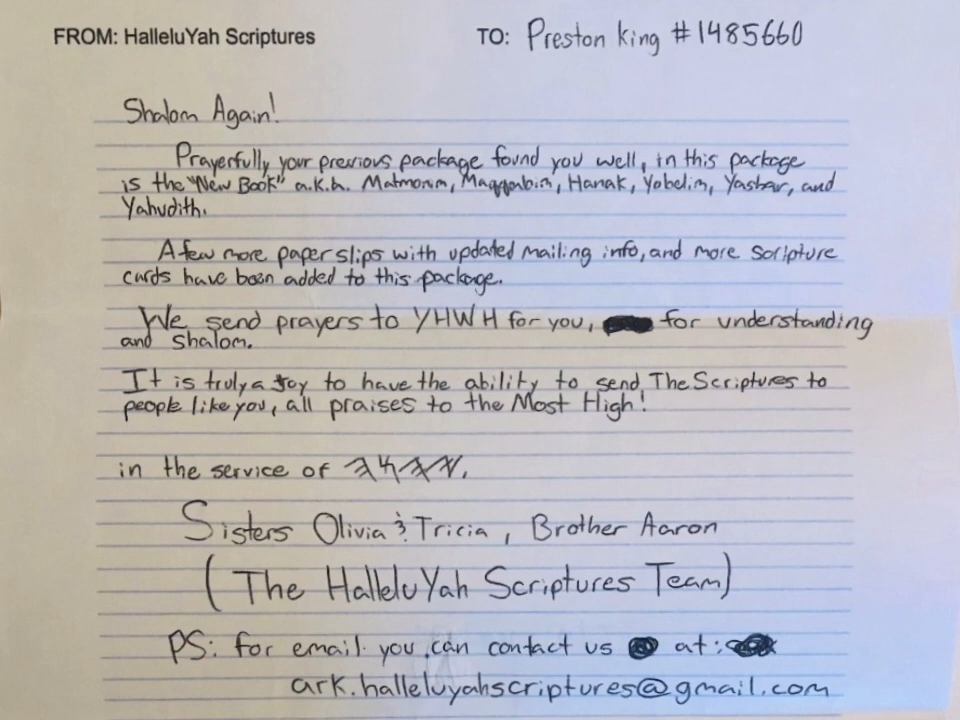 FROM: HalleluYah Scriptures TO: Preston king #1485660
Shalom Again!
Prayerfully your previous package found you well, in this package
is the "New Book" a.k.a. Hanak, Yobelim, Yashar, and
Yahudith.
A few more paper slips with updated mailing info, and more scripture
cards have been added to this package.
We send prayers to YHWH for you, for understanding
and shalom.
It is truly a joy to have the ability to send The Scriptures to
people like you, all praises to the Most High!
in the service of
Sisters Olivia & Tricia, Brother Aaron
(The HalleluYah Scriptures Team)
PS: for email you can contact us at:
ark.halleluyahscriptures@gmail.com